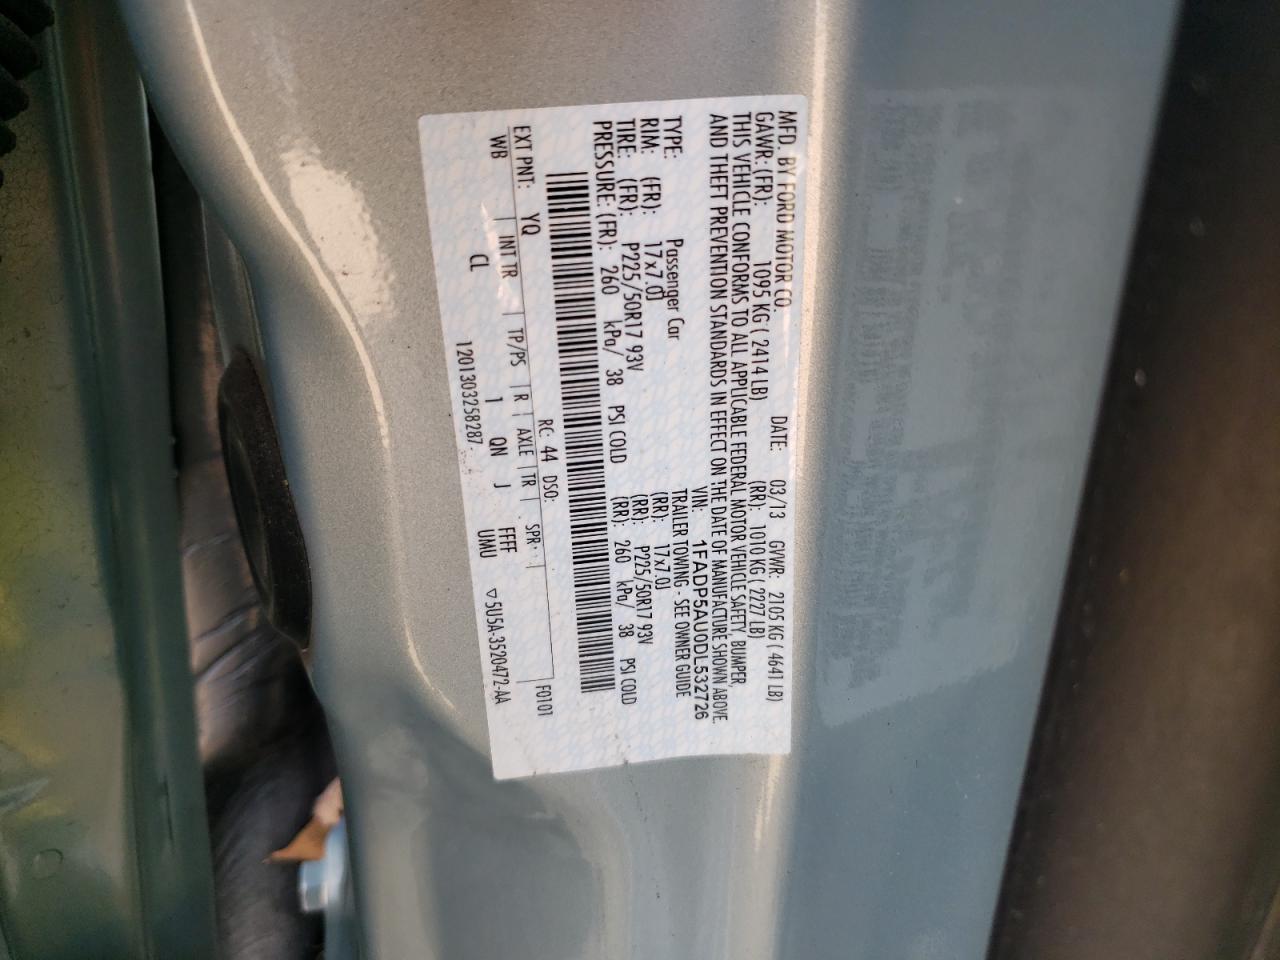 MFD. BY FORD MOTOR CO.
DATE: 03/13 GVWR: 2105 KG ( 4641 LB)
GAWR:(FR): 1095 KG ( 2414 LB) (RR): 1010 KG ( 2227 LB)
THIS VEHICLE CONFORMS TO ALL APPLICABLE FEDERAL MOTOR VEHICLE SAFETY, BUMPER,
AND THEFT PREVENTION STANDARDS IN EFFECT ON THE DATE OF MANUFACTURE SHOWN ABOVE.
VIN: 1FADP5AU0DL532726
TYPE: Passenger Car TRAILER TOWING - SEE OWNER GUIDE
RIM: (FR): 17x7.0J (RR): 17x7.0J
TIRE: (FR): P225/50R17 93V (RR): P225/50R17 93V
PRESSURE: (FR): 260 kPa/ 38 PSI COLD (RR): 260 kPa/ 38 PSI COLD
EXT PNT: YQ RC: 44 DSO: F0101
WB INT TR TP/PS R AXLE TR SPR
CL 1 QN J FFFF
1201303258287 UMU ▽5U5A-3520472-AA